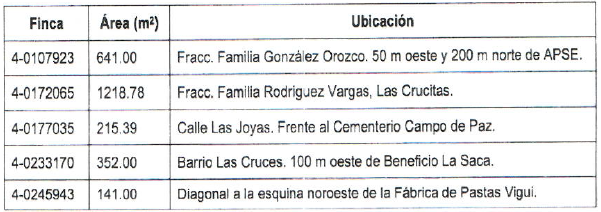 Finca Área (m²) Ubicación
4-0107923 641.00 Fracc. Familia González Orozco. 50 m oeste y 200 m norte de APSE.
4-0172065 1218.78 Fracc. Familia Rodriguez Vargas, Las Crucitas.
4-0177035 215.39 Calle Las Joyas. Frente al Cementerio Campo de Paz.
4-0233170 352.00 Barrio Las Cruces. 100 m oeste de Beneficio La Saca.
4-0245943 141.00 Diagonal a la esquina noroeste de la Fábrica de Pastas Vigui.